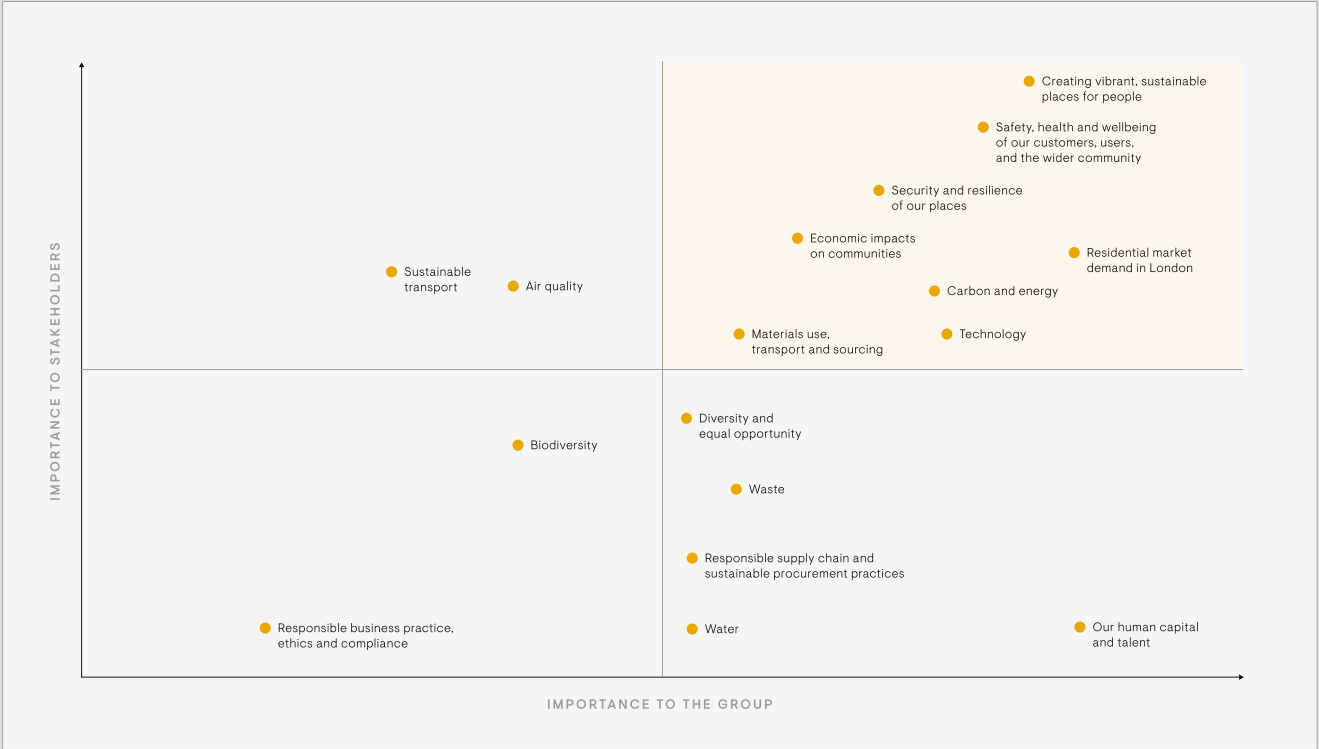 Creating vibrant, sustainable
places for people
Safety, health and wellbeing
of our customers, users,
and the wider community
Security and resilience
of our places
Economic impacts
on communities
Residential market
demand in London
Sustainable
transport
Air quality
Carbon and energy
Materials use,
transport and sourcing
Technology
IMPORTANCE TO STAKEHOLDERS
Diversity and
equal opportunity
Biodiversity
Waste
Responsible supply chain and
sustainable procurement practices
Responsible business practice,
ethics and compliance
Water
Our human capital
and talent
IMPORTANCE TO THE GROUP